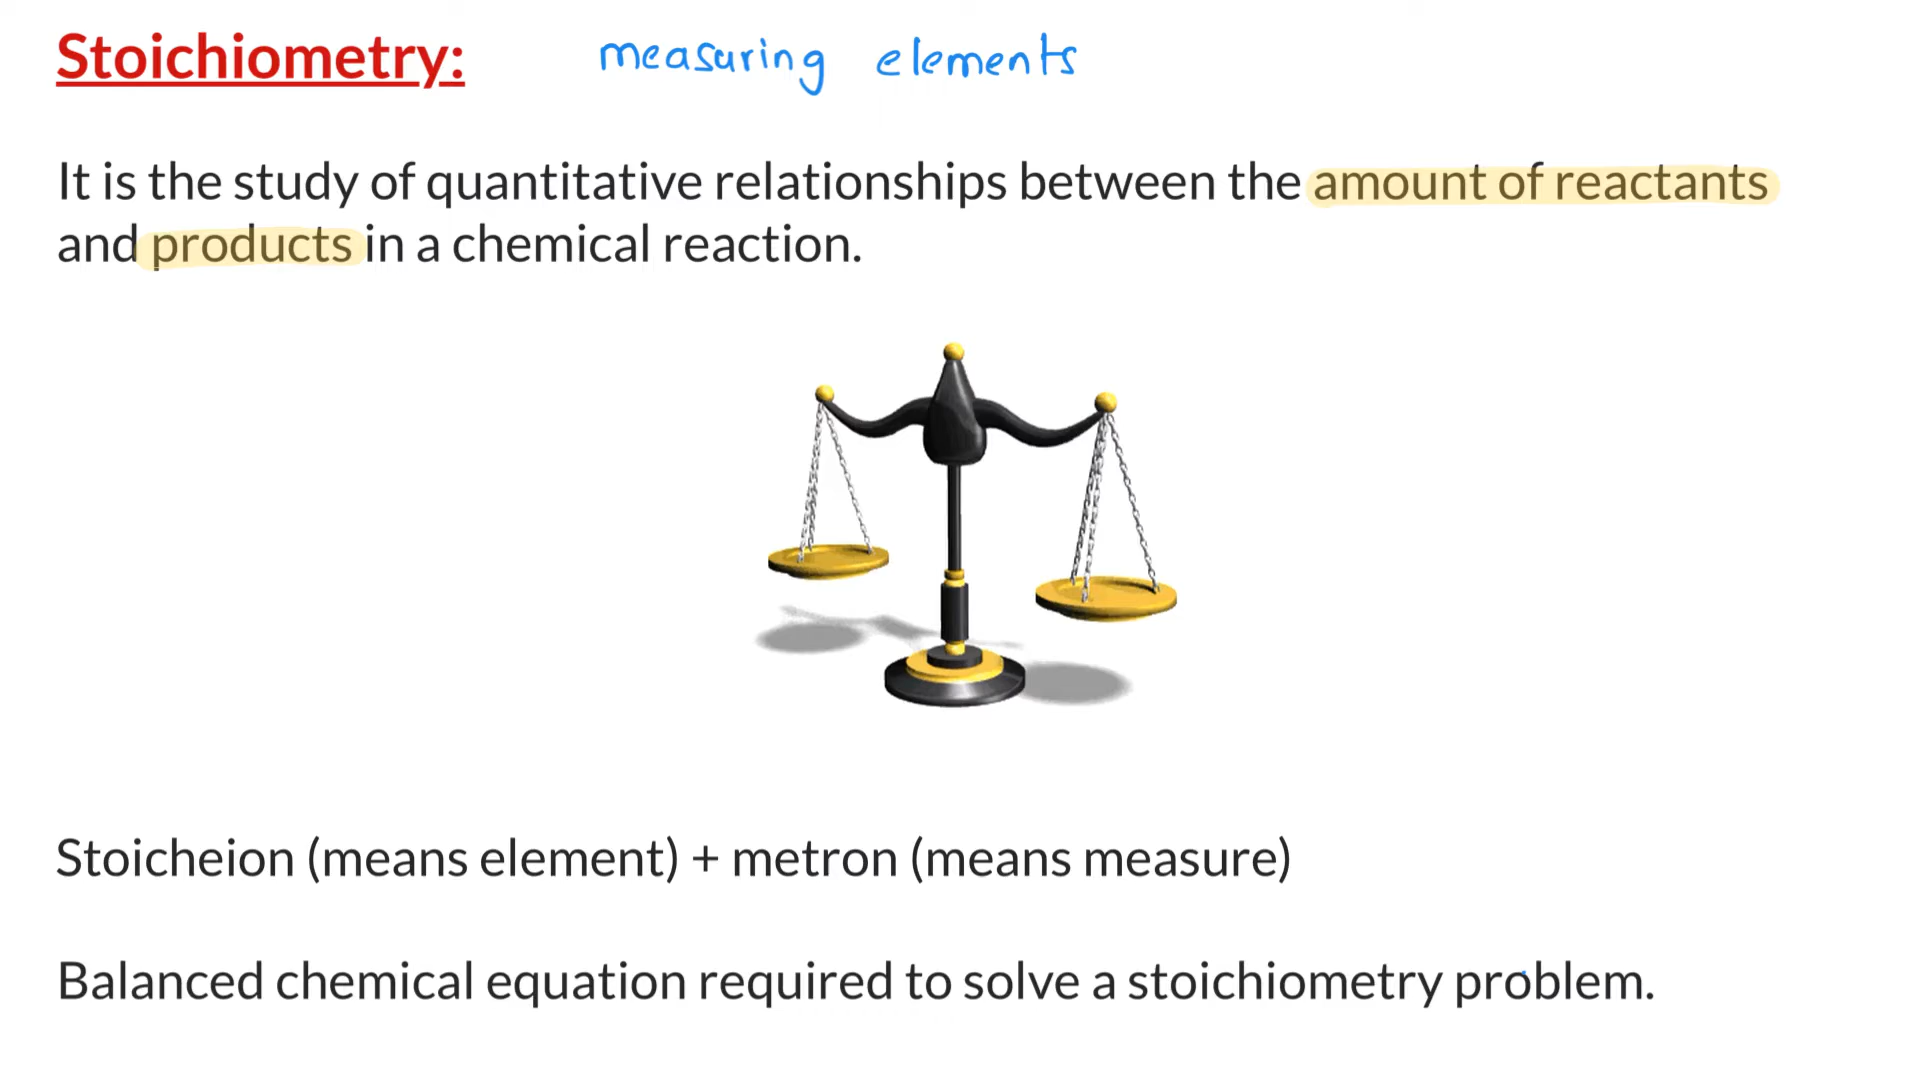 Stoichiometry: measuring elements
It is the study of quantitative relationships between the amount of reactants
and products in a chemical reaction.
Stoicheion (means element) + metron (means measure)
Balanced chemical equation required to solve a stoichiometry problem.